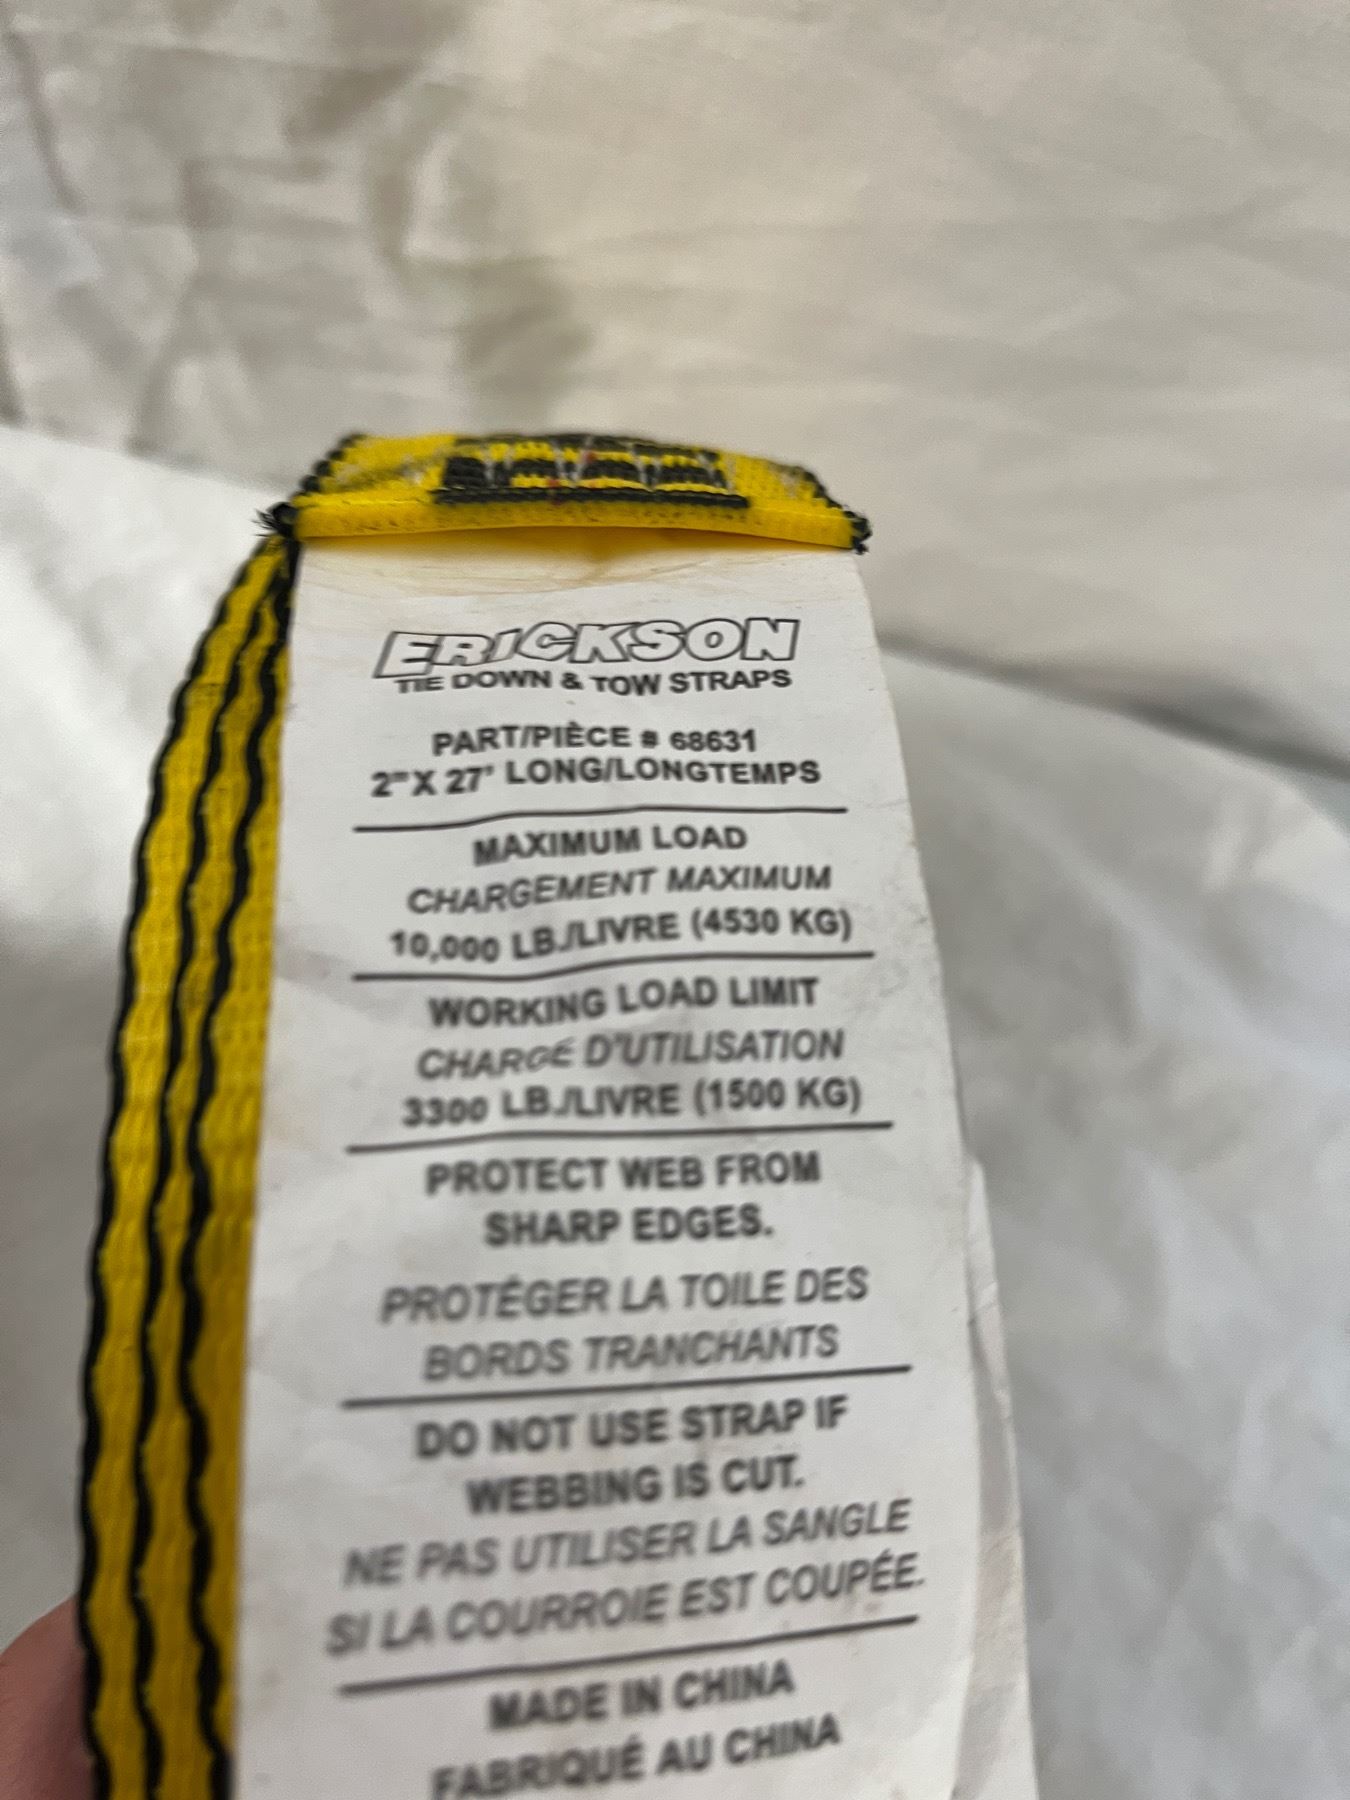 ERICKSON
TIE DOWN & TOW STRAPS
PART/PIÈCE # 68631
2" X 27' LONG/LONGTEMPS
MAXIMUM LOAD
CHARGEMENT MAXIMUM
10,000 LB./LIVRE (4530 KG)
WORKING LOAD LIMIT
CHARGE D'UTILISATION
3300 LB./LIVRE (1500 KG)
PROTECT WEB FROM
SHARP EDGES.
PROTÉGER LA TOILE DES
BORDS TRANCHANTS
DO NOT USE STRAP IF
WEBBING IS CUT.
NE PAS UTILISER LA SANGLE
SI LA COURROIE EST COUPÉE.
MADE IN CHINA
FABRIQUÉ AU CHINA